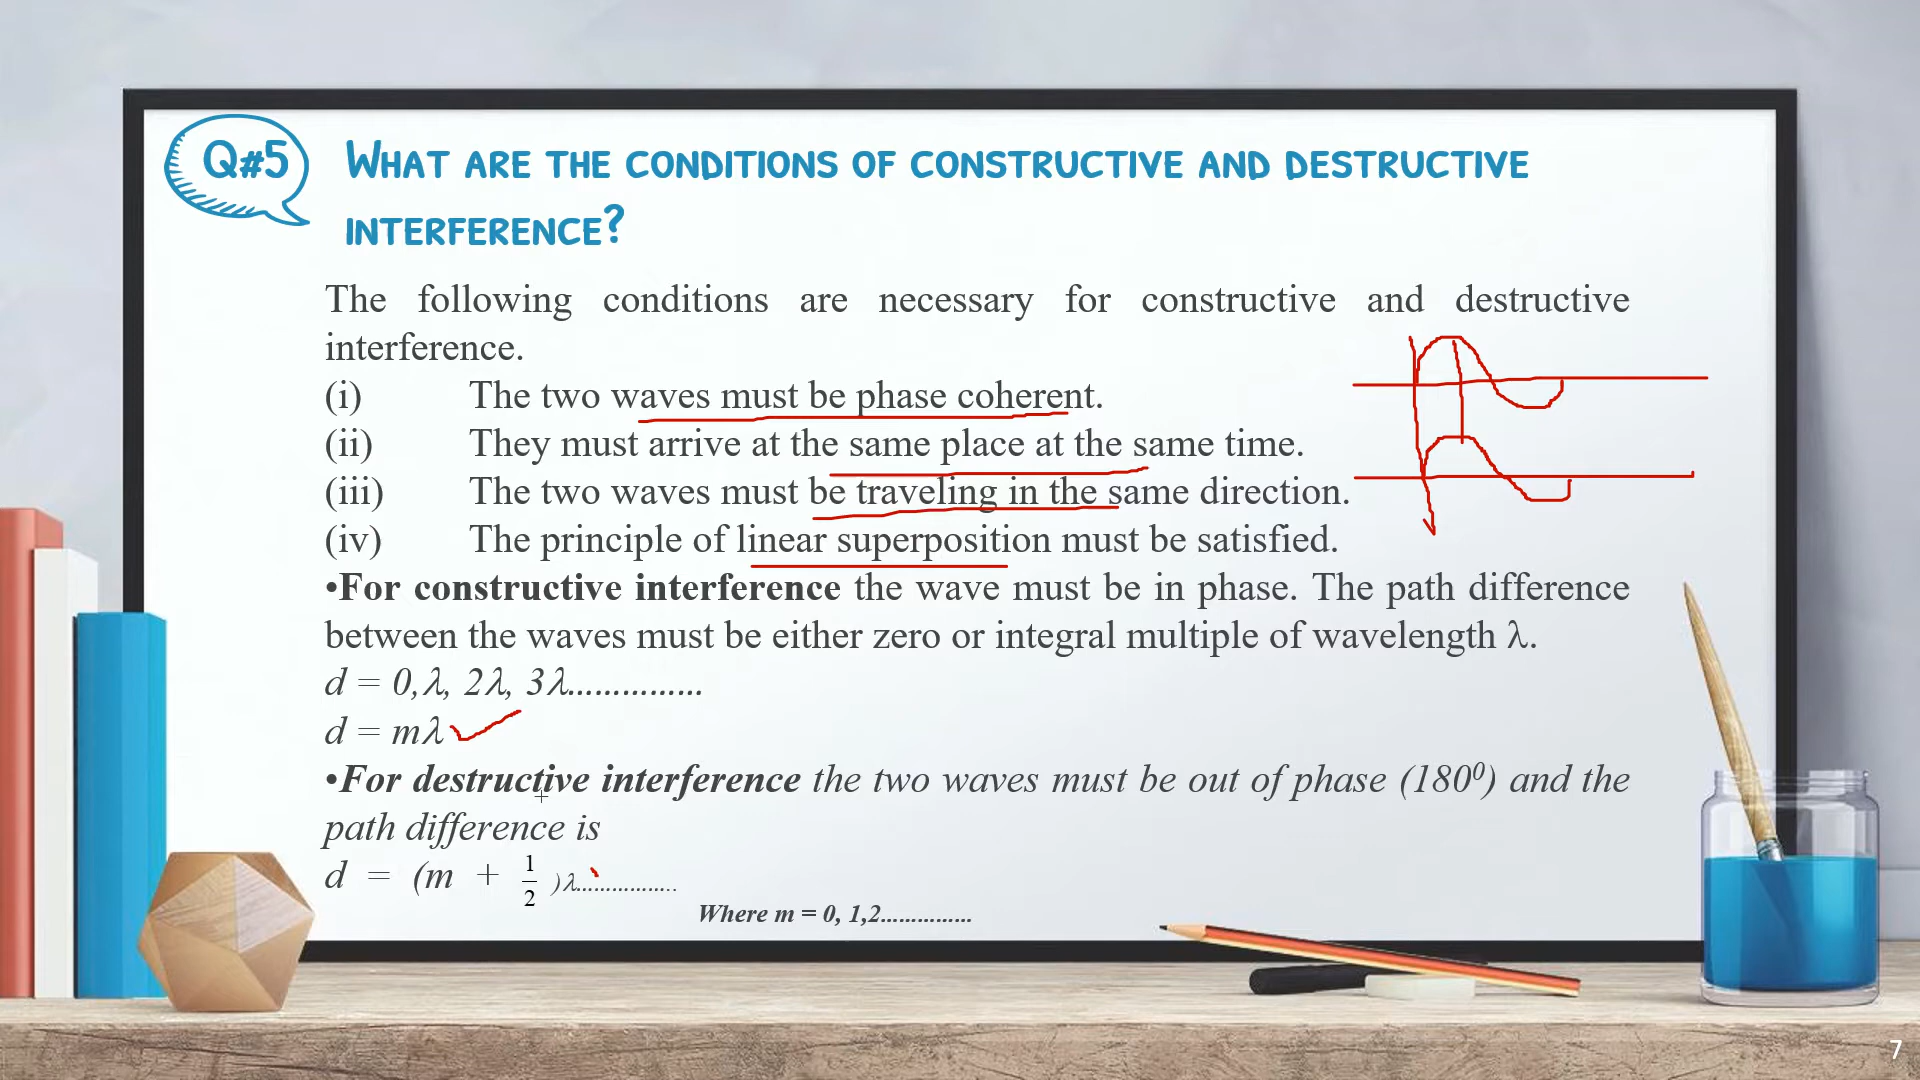 Q#5 WHAT ARE THE CONDITIONS OF CONSTRUCTIVE AND DESTRUCTIVE
INTERFERENCE?
The following conditions are necessary for constructive and destructive
interference.
(i) The two waves must be phase coherent.
(ii) They must arrive at the same place at the same time.
(iii) The two waves must be traveling in the same direction.
(iv) The principle of linear superposition must be satisfied.
•For constructive interference the wave must be in phase. The path difference
between the waves must be either zero or integral multiple of wavelength λ.
d = 0,λ, 2λ, 3λ……………
d = mλ
•For destructive interference the two waves must be out of phase (180⁰) and the
path difference is
d = (m + 1/2 )λ……………..
Where m = 0, 1,2……………
7